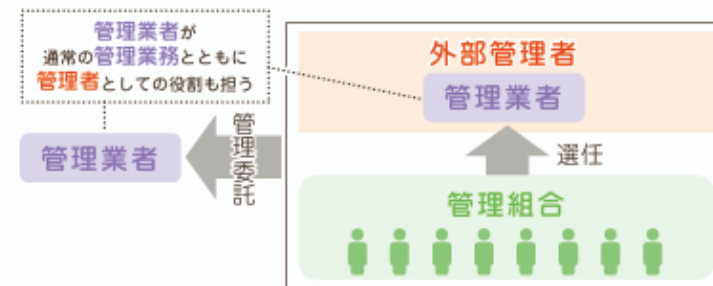 管理業者が
通常の管理業務とともに
管理者としての役割も担う
外部管理者
管理業者
管理業者
管理委託
選任
管理組合